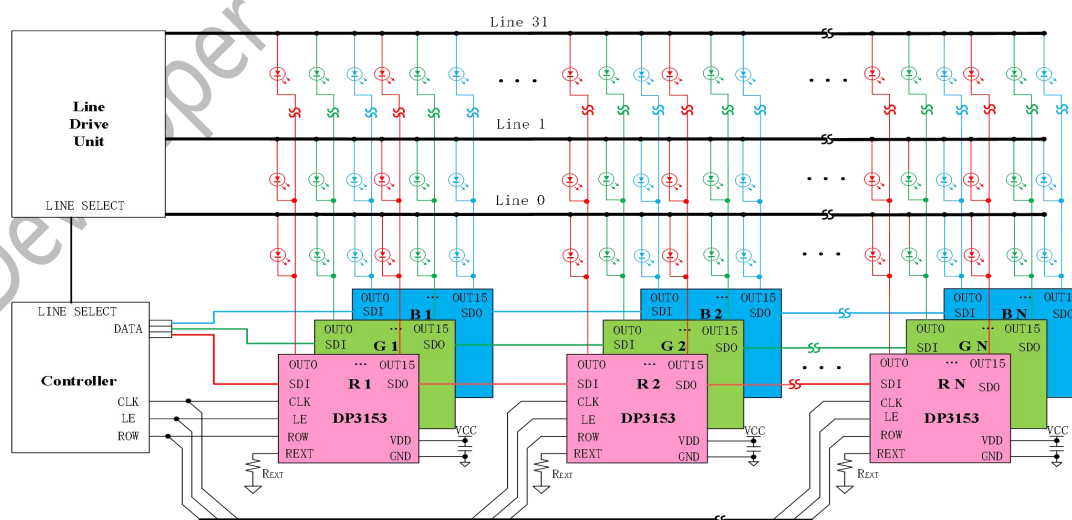 Line 31
Line
Drive
Unit
Line 1
LINE SELECT
Line 0
LINE SELECT
DATA
Controller
CLK
LE
ROW
OUT0 ... OUT15
SDI B 1 SDO
OUT0 ... OUT15
SDI G 1 SDO
OUT0 ... OUT15
SDI R 1 SDO
CLK DP3153
LE
ROW VDD VCC
REXT GND
REXT
OUT0 ... OUT15
SDI B 2 SDO
OUT0 ... OUT15
SDI G 2 SDO
OUT0 ... OUT15
SDI R 2 SDO
CLK DP3153
LE
ROW VDD VCC
REXT GND
REXT
OUT0 ... OUT15
SDI B N SDO
OUT0 ... OUT15
SDI G N SDO
OUT0 ... OUT15
SDI R N SDO
CLK DP3153
LE
ROW VDD VCC
REXT GND
REXT